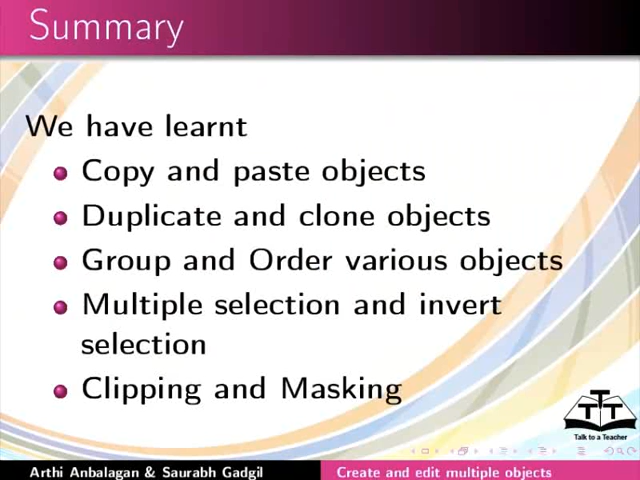 Summary
We have learnt
Copy and paste objects
Duplicate and clone objects
Group and Order various objects
Multiple selection and invert
selection
Clipping and Masking
TTT
Talk to a Teacher
Arthi Anbalagan & Saurabh Gadgil
Create and edit multiple objects